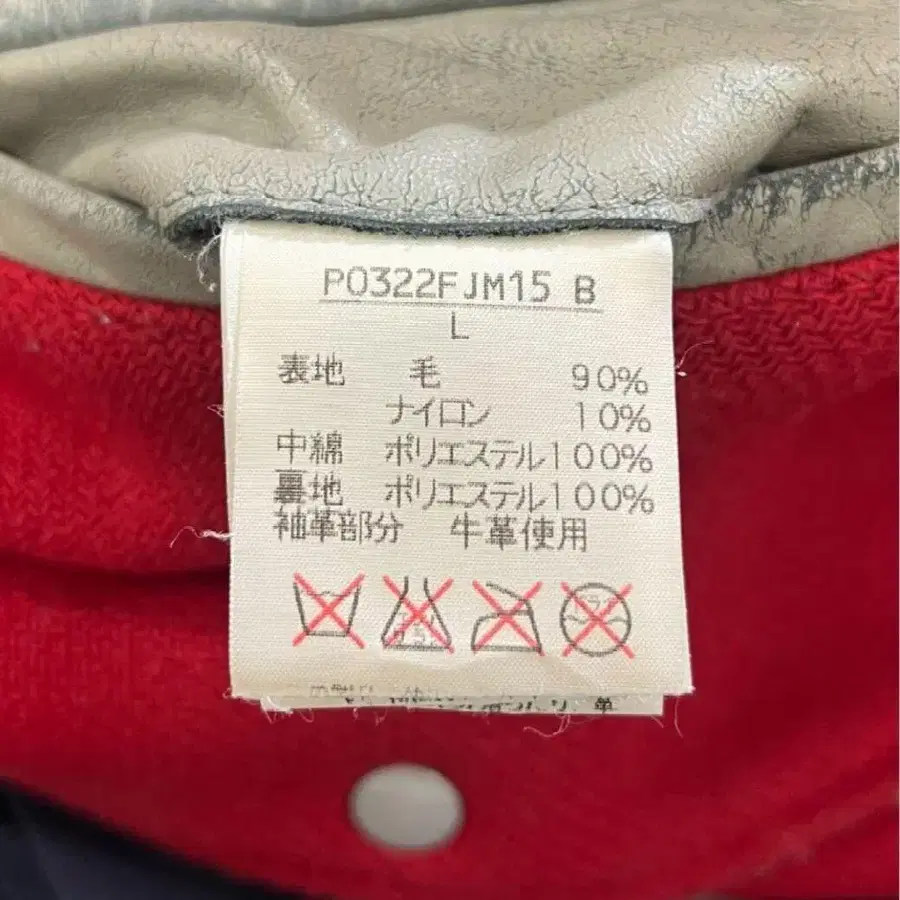 P0322FJM15 B
L
表地 毛 90%
ナイロン 10%
中綿 ポリエステル100%
裏地 ポリエステル100%
袖革部分 牛革使用